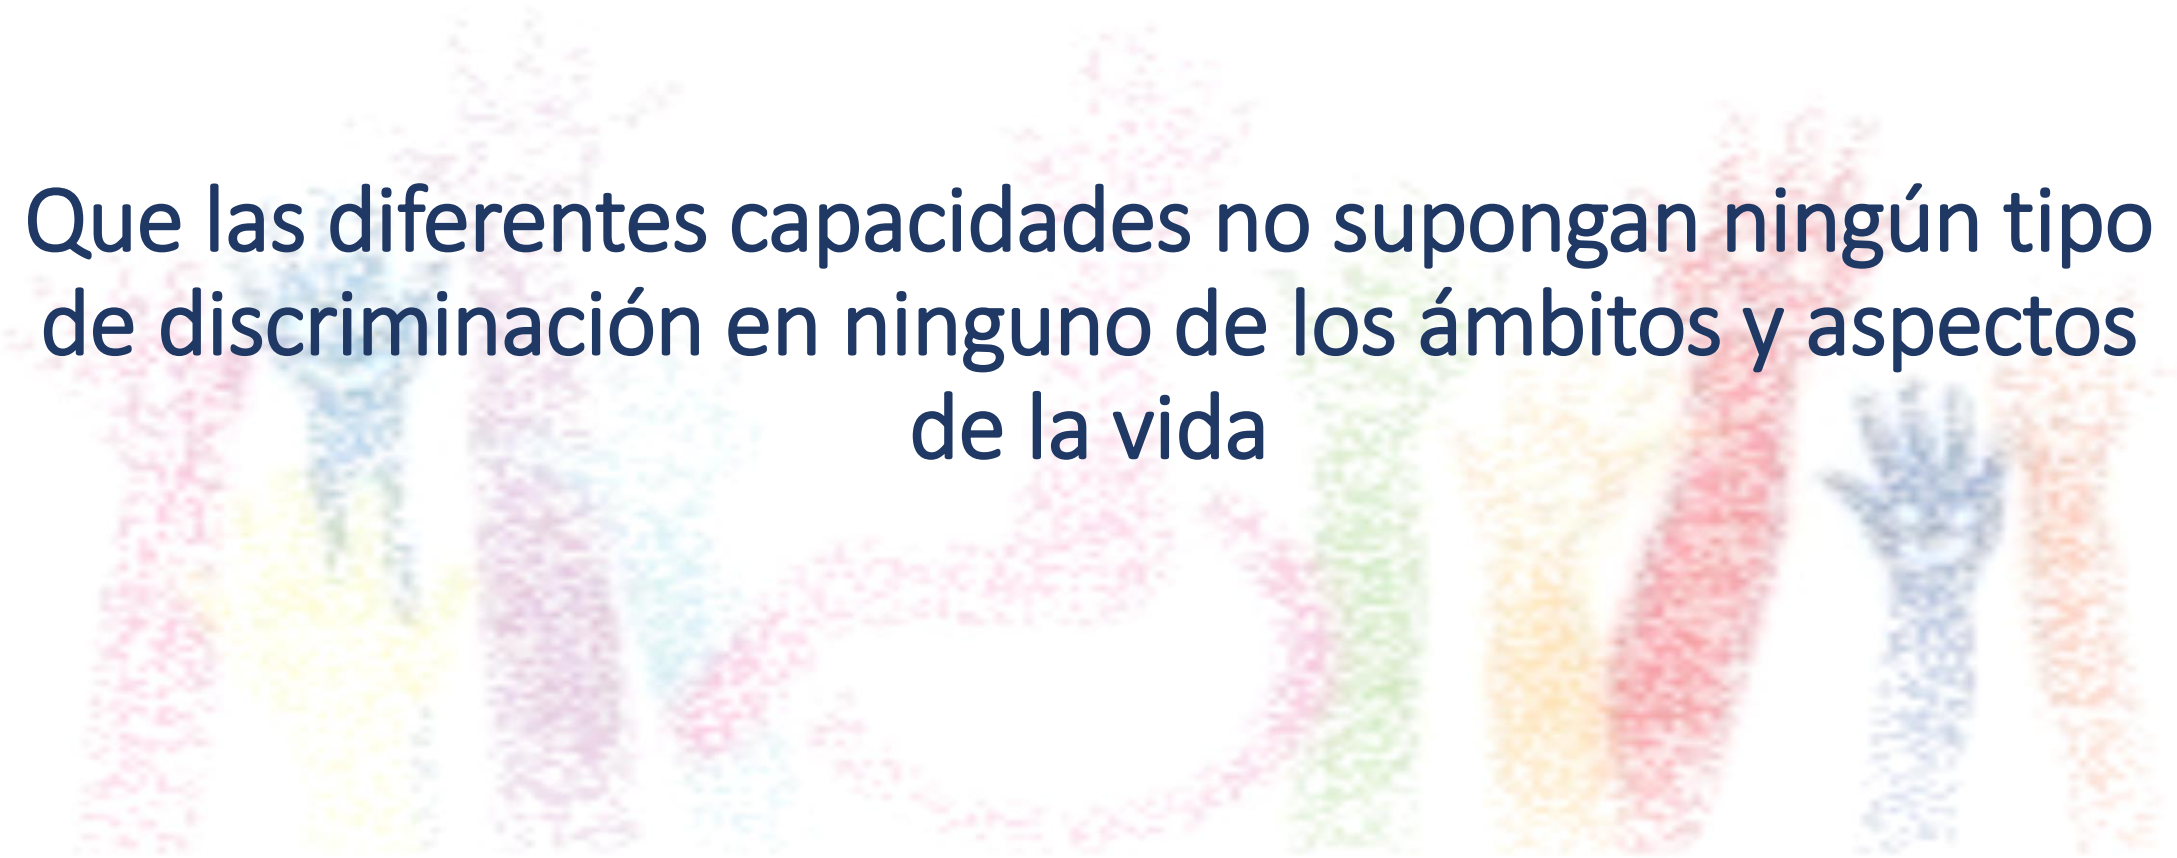 Que las diferentes capacidades no supongan ningún tipo
de discriminación en ninguno de los ámbitos y aspectos
de la vida